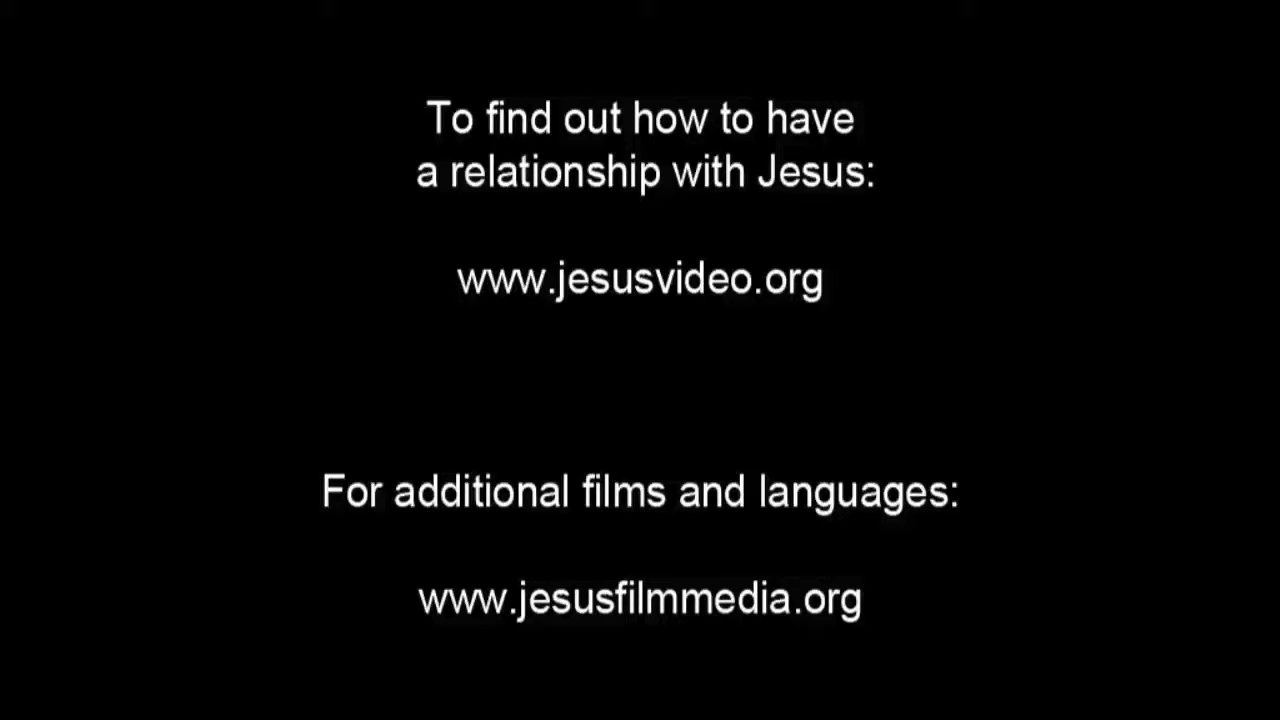 To find out how to have
a relationship with Jesus:
www.jesusvideo.org
For additional films and languages:
www.jesusfilmmedia.org